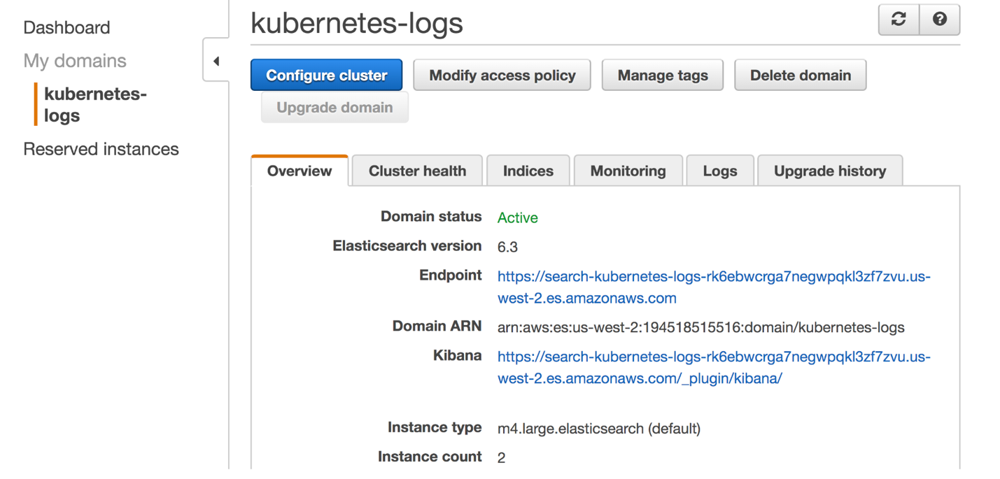 Dashboard
My domains
kubernetes-
logs
Reserved instances
kubernetes-logs
Configure cluster
Modify access policy
Manage tags
Delete domain
Upgrade domain
Overview
Cluster health
Indices
Monitoring
Logs
Upgrade history
Domain status Active
Elasticsearch version 6.3
Endpoint https://search-kubernetes-logs-rk6ebwcrga7negwpqkl3zf7zvu.us-
west-2.es.amazonaws.com
Domain ARN arn:aws:es:us-west-2:194518515516:domain/kubernetes-logs
Kibana https://search-kubernetes-logs-rk6ebwcrga7negwpqkl3zf7zvu.us-
west-2.es.amazonaws.com/_plugin/kibana/
Instance type m4.large.elasticsearch (default)
Instance count 2